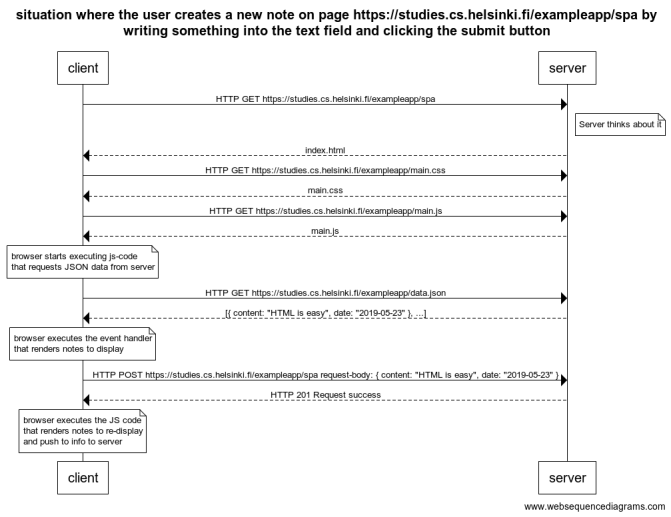 situation where the user creates a new note on page https://studies.cs.helsinki.fi/exampleapp/spa by
writing something into the text field and clicking the submit button
client
server
HTTP GET https://studies.cs.helsinki.fi/exampleapp/spa
Server thinks about it
index.html
HTTP GET https://studies.cs.helsinki.fi/exampleapp/main.css
main.css
HTTP GET https://studies.cs.helsinki.fi/exampleapp/main.js
main.js
browser starts executing js-code
that requests JSON data from server
HTTP GET https://studies.cs.helsinki.fi/exampleapp/data.json
[{ content: "HTML is easy", date: "2019-05-23" }, ...]
browser executes the event handler
that renders notes to display
HTTP POST https://studies.cs.helsinki.fi/exampleapp/spa request-body: { content: "HTML is easy", date: "2019-05-23" }
HTTP 201 Request success
browser executes the JS code
that renders notes to re-display
and push to info to server
client
server
www.websequencediagrams.com